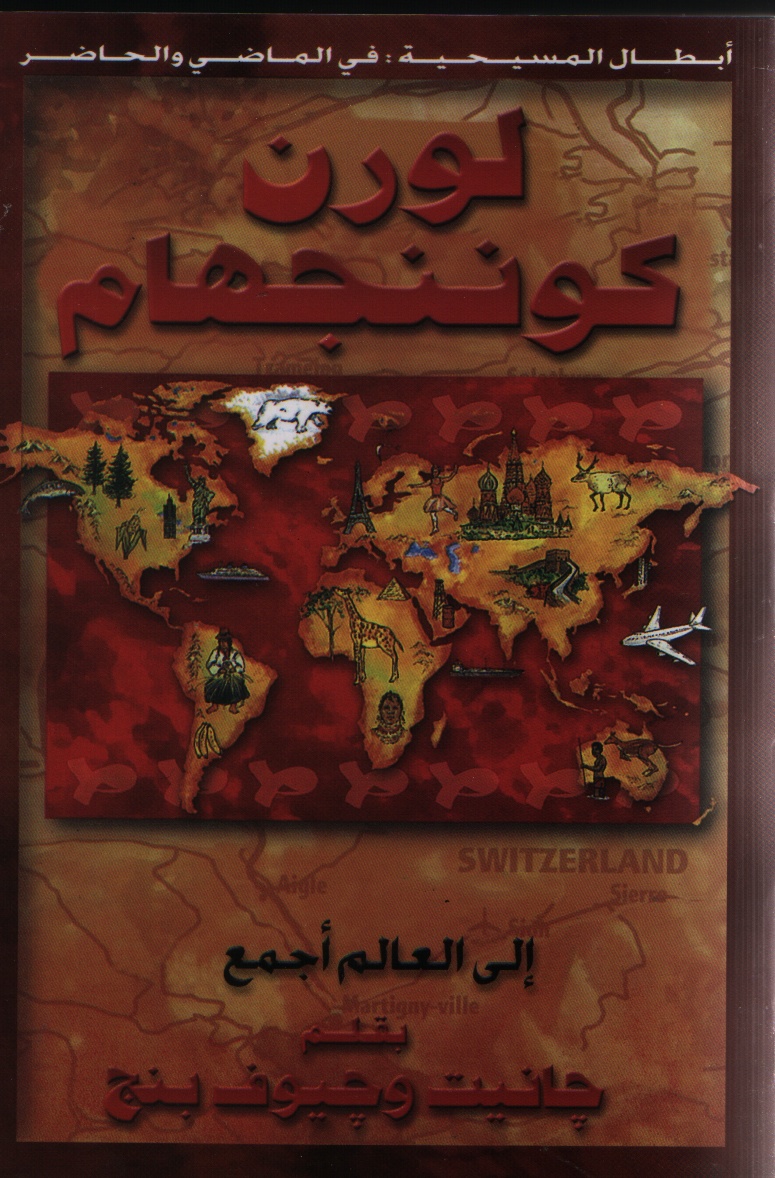 أبطال المسيحية : في الماضي والحاضر
لورن
كوننجهام
SWITZERLAND
Aigle
Sierre
Sion
إلى العالم أجمع
Martigny-ville
بقلم
چانيت وچيوف بنج